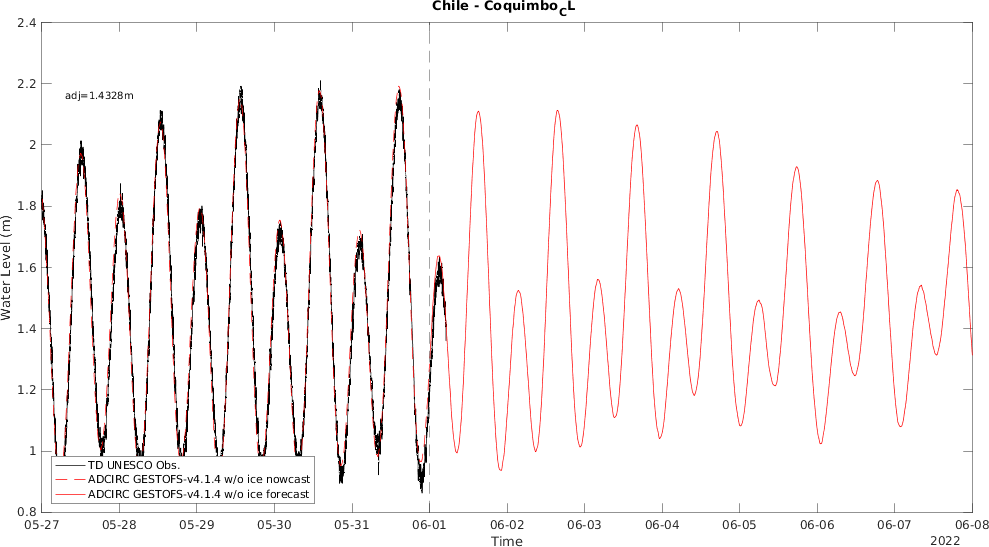 Chile - Coquimbo_CL
2.4
2.2
2
1.8
1.6
1.4
1.2
1
0.8
Water Level (m)
adj=1.4328m
TD UNESCO Obs.
ADCIRC GESTOFS-v4.1.4 w/o ice nowcast
ADCIRC GESTOFS-v4.1.4 w/o ice forecast
05-27 05-28 05-29 05-30 05-31 06-01 06-02 06-03 06-04 06-05 06-06 06-07 06-08
Time
2022